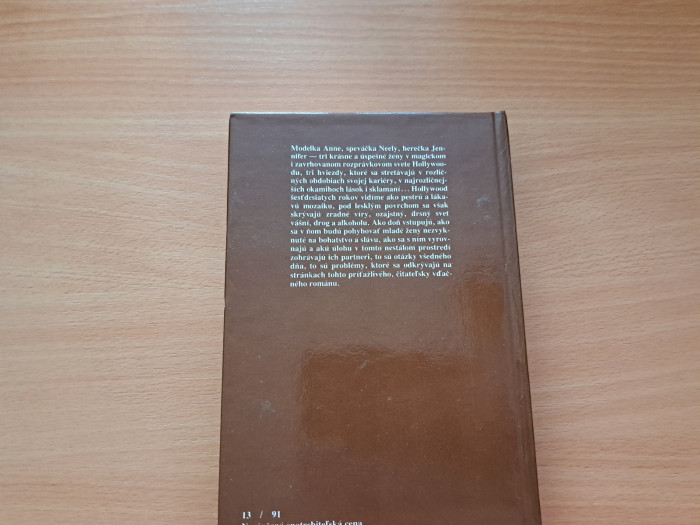 Modelka Anne, speváčka Neely, herečka Jen-
nifer — tri krásne a úspešné ženy v magickom
i zavrhovanom rozprávkovom svete Hollywoo-
du, tri hviezdy, ktoré sa stretávajú v rozlič-
ných obdobiach svojej kariéry, v najrozličnej-
ších okamihoch lások i sklamaní... Hollywood
šesťdesiatych rokov vidíme ako pestrú a láka-
vú mozaiku, pod lesklým povrchom sa však
skrývajú zradné víry, ozajstný, drsný svet
vášní, drog a alkoholu. Ako doň vstupujú, ako
sa v ňom budú pohybovať mladé ženy nezvyk-
nuté na bohatstvo a slávu, ako sa s ním vyrov-
najú a akú úlohu v tomto nestálom prostredí
zohrávajú ich partneri, to sú otázky všedného
dňa, to sú problémy, ktoré sa odkrývajú na
stránkach tohto príťažlivého, čitateľsky vďač-
ného románu.
13 / 91
spotrebiteľská cena